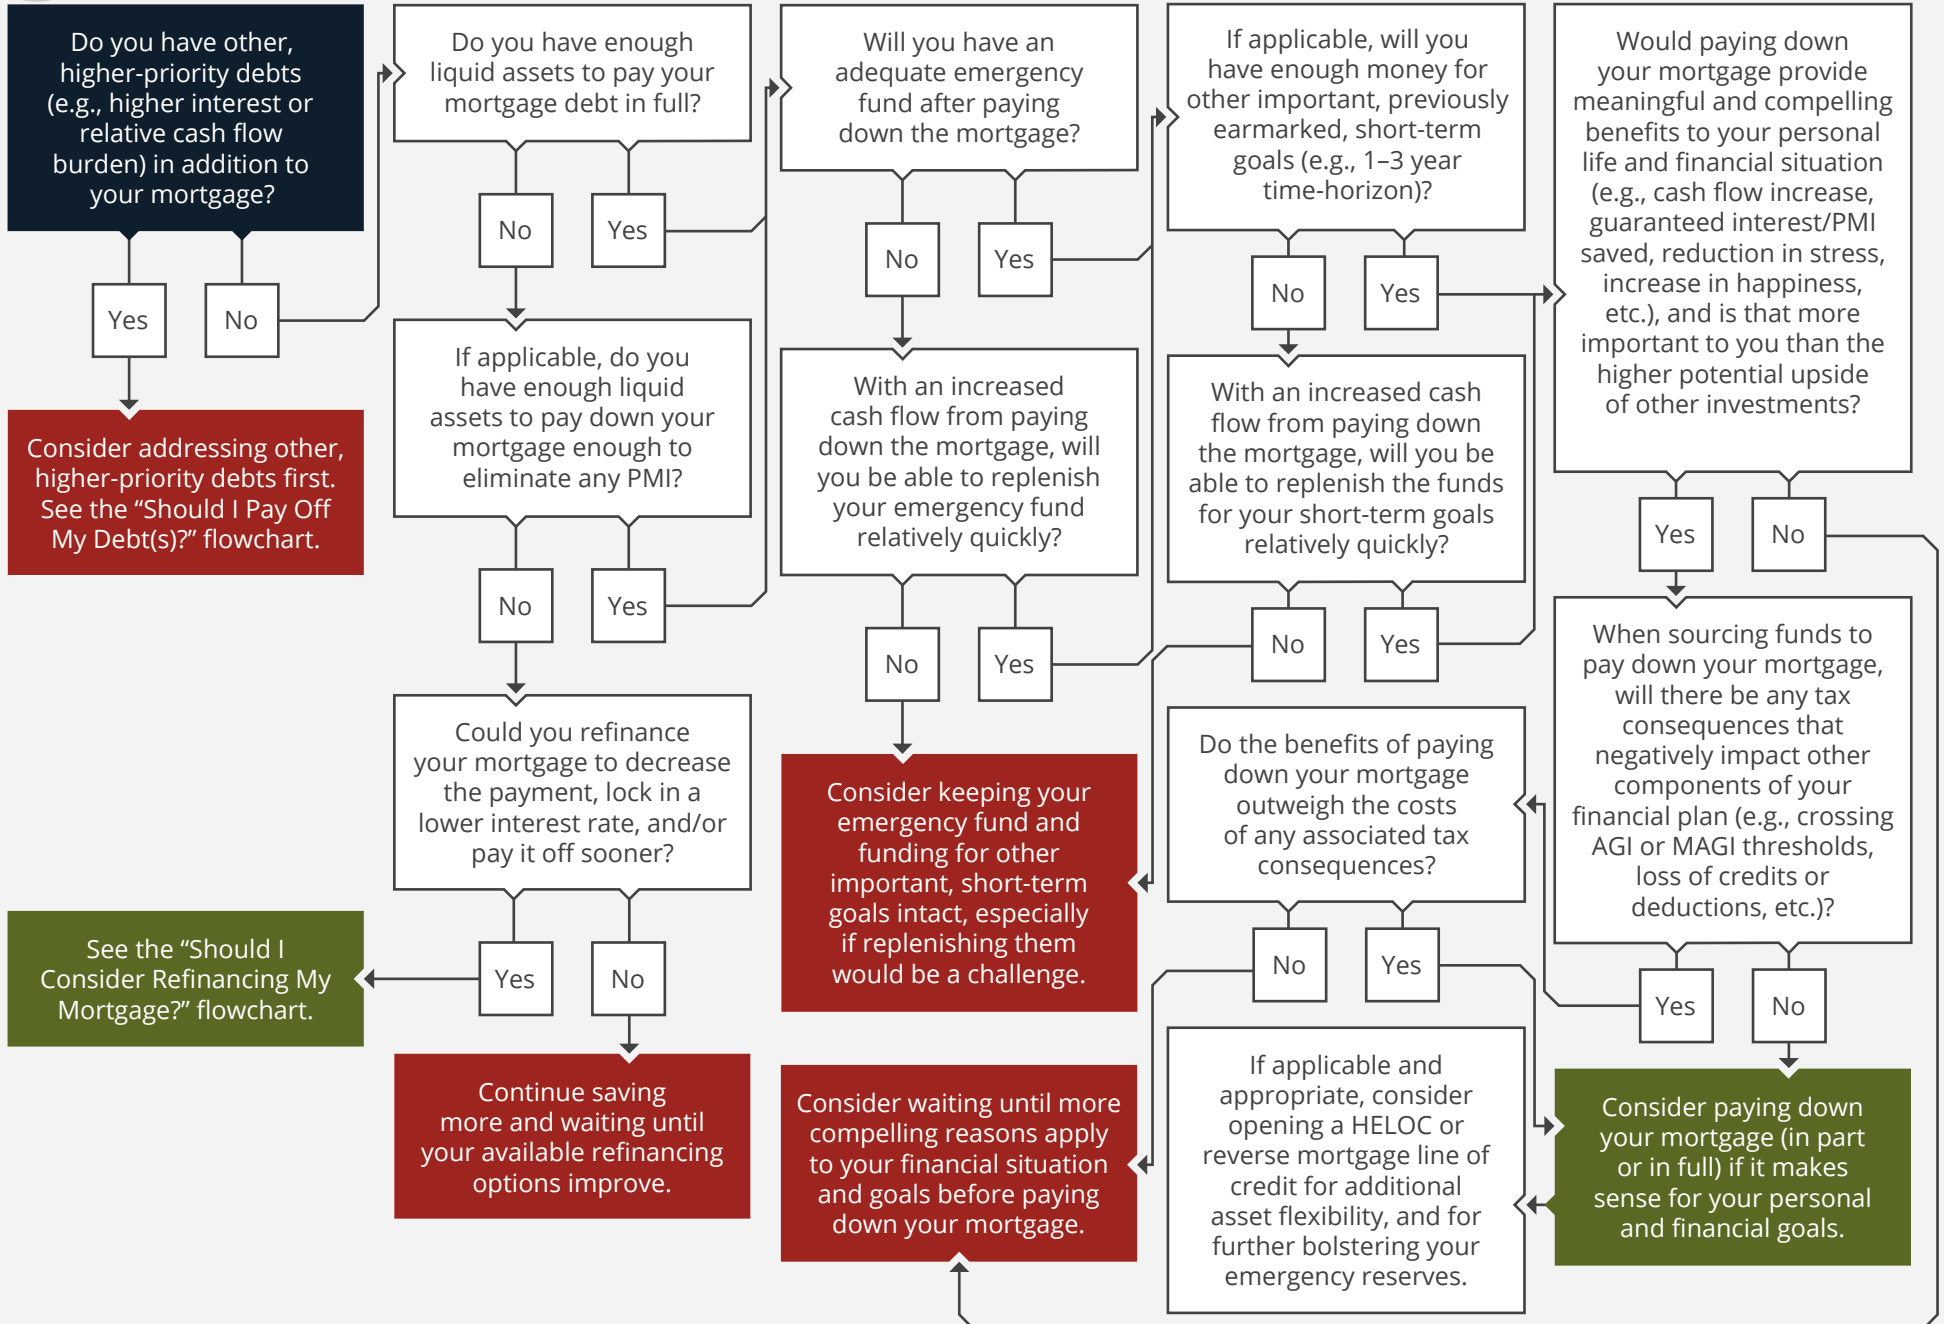 Do you have other,
higher-priority debts
(e.g., higher interest or
relative cash flow
burden) in addition to
your mortgage?
Yes
No
Consider addressing other,
higher-priority debts first.
See the “Should I Pay Off
My Debt(s)?” flowchart.
Do you have enough
liquid assets to pay your
mortgage debt in full?
No
Yes
If applicable, do you
have enough liquid
assets to pay down your
mortgage enough to
eliminate any PMI?
No
Yes
Could you refinance
your mortgage to decrease
the payment, lock in a
lower interest rate, and/or
pay it off sooner?
Yes
No
See the “Should I
Consider Refinancing My
Mortgage?” flowchart.
Continue saving
more and waiting until
your available refinancing
options improve.
Will you have an
adequate emergency
fund after paying
down the mortgage?
No
Yes
With an increased
cash flow from paying
down the mortgage, will
you be able to replenish
your emergency fund
relatively quickly?
No
Yes
Consider keeping your
emergency fund and
funding for other
important, short-term
goals intact, especially
if replenishing them
would be a challenge.
Consider waiting until more
compelling reasons apply
to your financial situation
and goals before paying
down your mortgage.
If applicable, will you
have enough money for
other important, previously
earmarked, short-term
goals (e.g., 1–3 year
time-horizon)?
No
Yes
With an increased cash
flow from paying down
the mortgage, will you be
able to replenish the funds
for your short-term goals
relatively quickly?
No
Yes
Do the benefits of paying
down your mortgage
outweigh the costs
of any associated tax
consequences?
No
Yes
If applicable and
appropriate, consider
opening a HELOC or
reverse mortgage line of
credit for additional
asset flexibility, and for
further bolstering your
emergency reserves.
Would paying down
your mortgage provide
meaningful and compelling
benefits to your personal
life and financial situation
(e.g., cash flow increase,
guaranteed interest/PMI
saved, reduction in stress,
increase in happiness,
etc.), and is that more
important to you than the
higher potential upside
of other investments?
Yes
No
When sourcing funds to
pay down your mortgage,
will there be any tax
consequences that
negatively impact other
components of your
financial plan (e.g., crossing
AGI or MAGI thresholds,
loss of credits or
deductions, etc.)?
Yes
No
Consider paying down
your mortgage (in part
or in full) if it makes
sense for your personal
and financial goals.